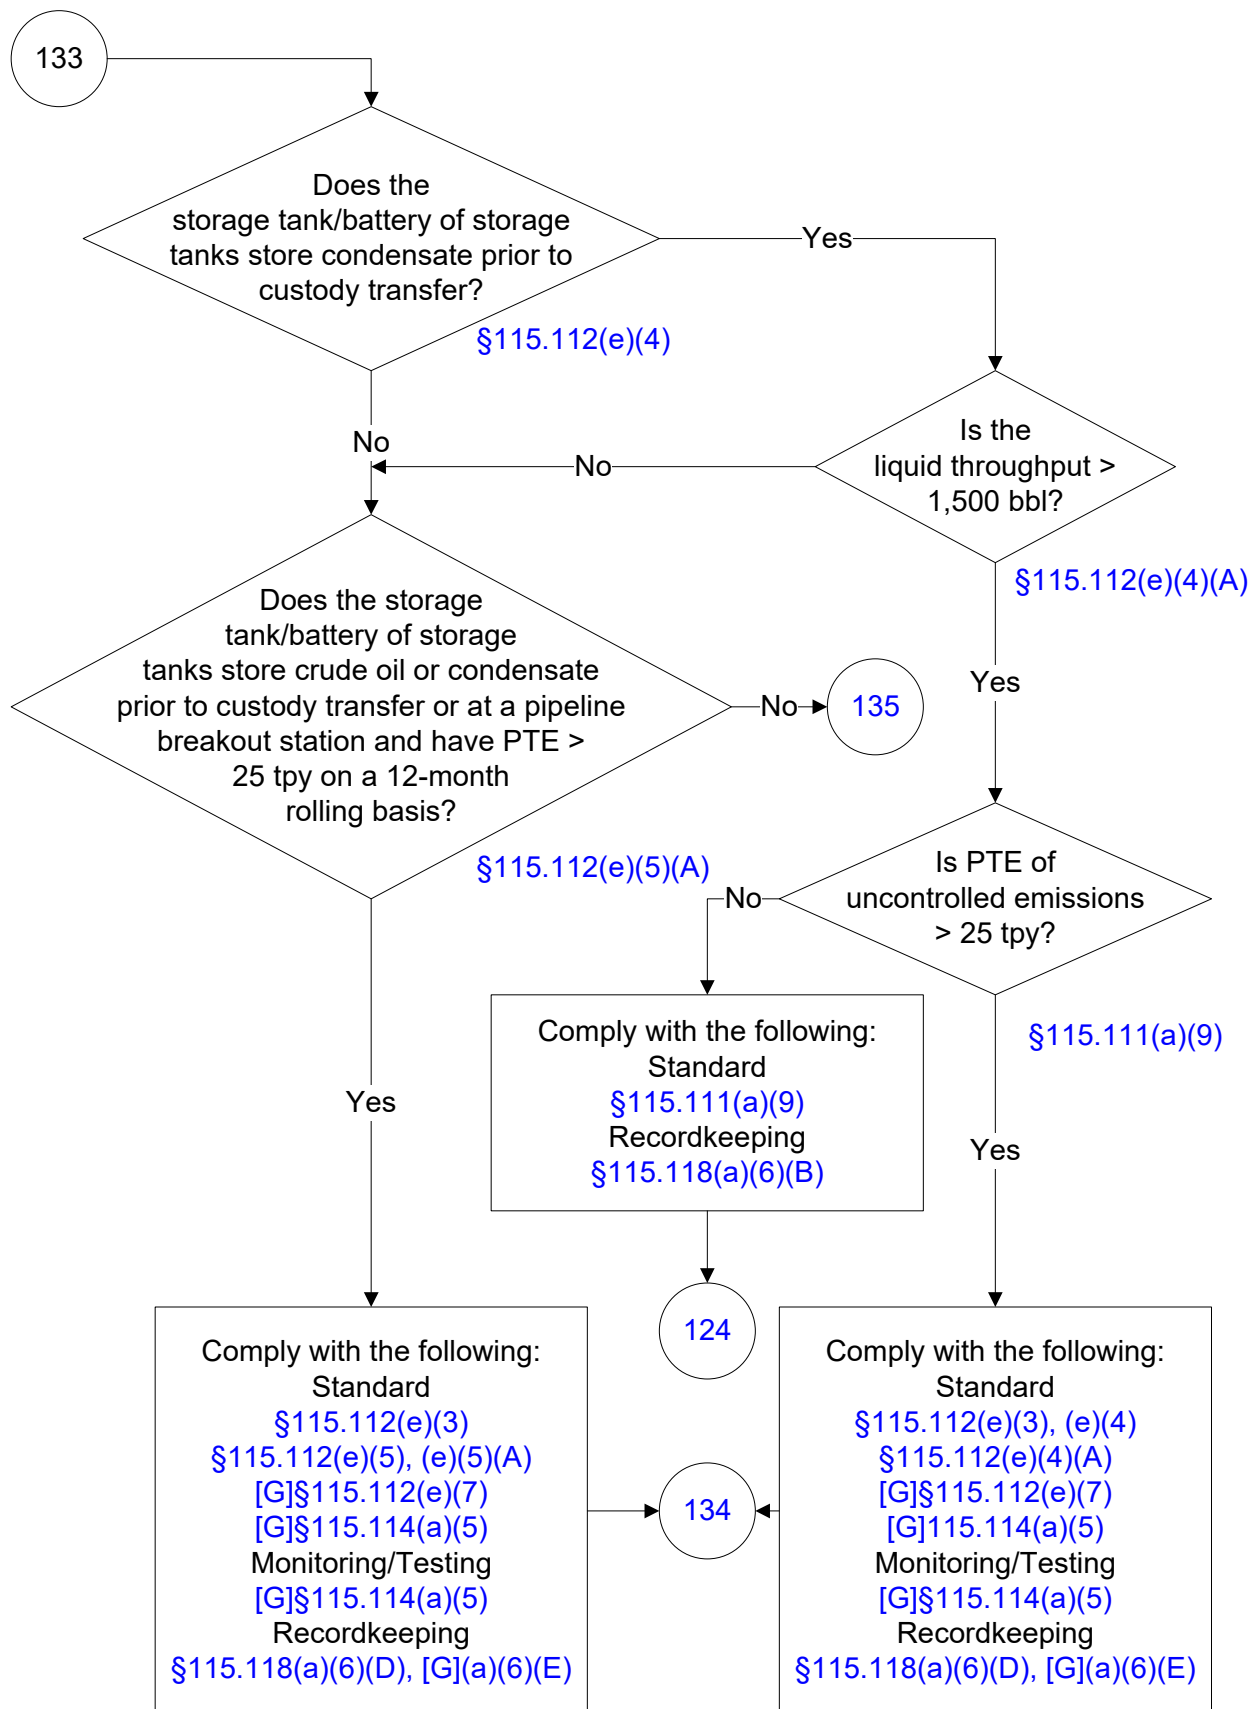 133
Does the
storage tank/battery of storage
tanks store condensate prior to
custody transfer?
Yes
§115.112(e)(4)
No
Is the
liquid throughput >
1,500 bbl?
No
§115.112(e)(4)(A)
Yes
Does the storage
tank/battery of storage
tanks store crude oil or condensate
prior to custody transfer or at a pipeline
breakout station and have PTE >
25 tpy on a 12-month
rolling basis?
No
135
§115.112(e)(5)(A)
Yes
Is PTE of
uncontrolled emissions
> 25 tpy?
No
§115.111(a)(9)
Yes
Comply with the following:
Standard
§115.111(a)(9)
Recordkeeping
§115.118(a)(6)(B)
124
Comply with the following:
Standard
§115.112(e)(3)
§115.112(e)(5), (e)(5)(A)
[G]§115.112(e)(7)
[G]§115.114(a)(5)
Monitoring/Testing
[G]§115.114(a)(5)
Recordkeeping
§115.118(a)(6)(D), [G](a)(6)(E)
134
Comply with the following:
Standard
§115.112(e)(3), (e)(4)
§115.112(e)(4)(A)
[G]§115.112(e)(7)
[G]115.114(a)(5)
Monitoring/Testing
[G]§115.114(a)(5)
Recordkeeping
§115.118(a)(6)(D), [G](a)(6)(E)